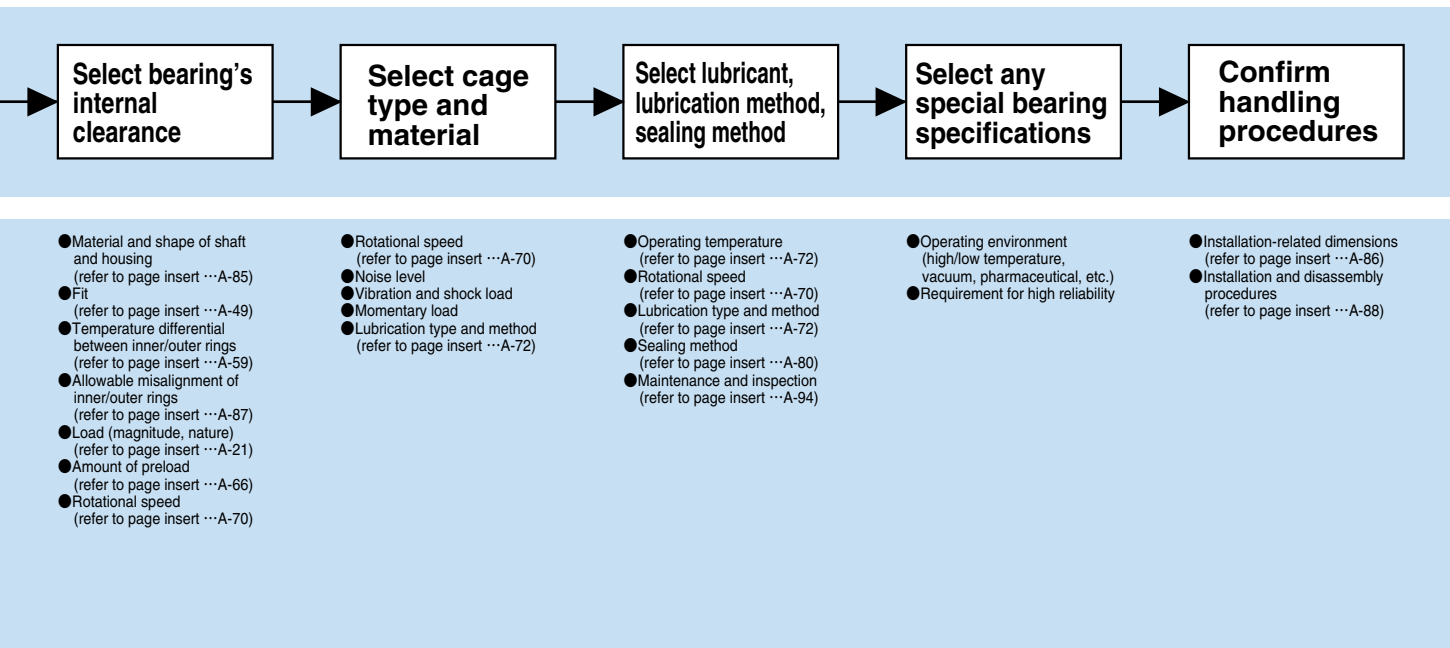 Select bearing's
internal
clearance
Select cage
type and
material
Select lubricant,
lubrication method,
sealing method
Select any
special bearing
specifications
Confirm
handling
procedures
●Material and shape of shaft
and housing
(refer to page insert …A-85)
●Fit
(refer to page insert …A-49)
●Temperature differential
between inner/outer rings
(refer to page insert …A-59)
●Allowable misalignment of
inner/outer rings
(refer to page insert …A-87)
●Load (magnitude, nature)
(refer to page insert …A-21)
●Amount of preload
(refer to page insert …A-66)
●Rotational speed
(refer to page insert …A-70)
●Rotational speed
(refer to page insert …A-70)
●Noise level
●Vibration and shock load
●Momentary load
●Lubrication type and method
(refer to page insert …A-72)
●Operating temperature
(refer to page insert …A-72)
●Rotational speed
(refer to page insert …A-70)
●Lubrication type and method
(refer to page insert …A-72)
●Sealing method
(refer to page insert …A-80)
●Maintenance and inspection
(refer to page insert …A-94)
●Operating environment
(high/low temperature,
vacuum, pharmaceutical, etc.)
●Requirement for high reliability
●Installation-related dimensions
(refer to page insert …A-86)
●Installation and disassembly
procedures
(refer to page insert …A-88)